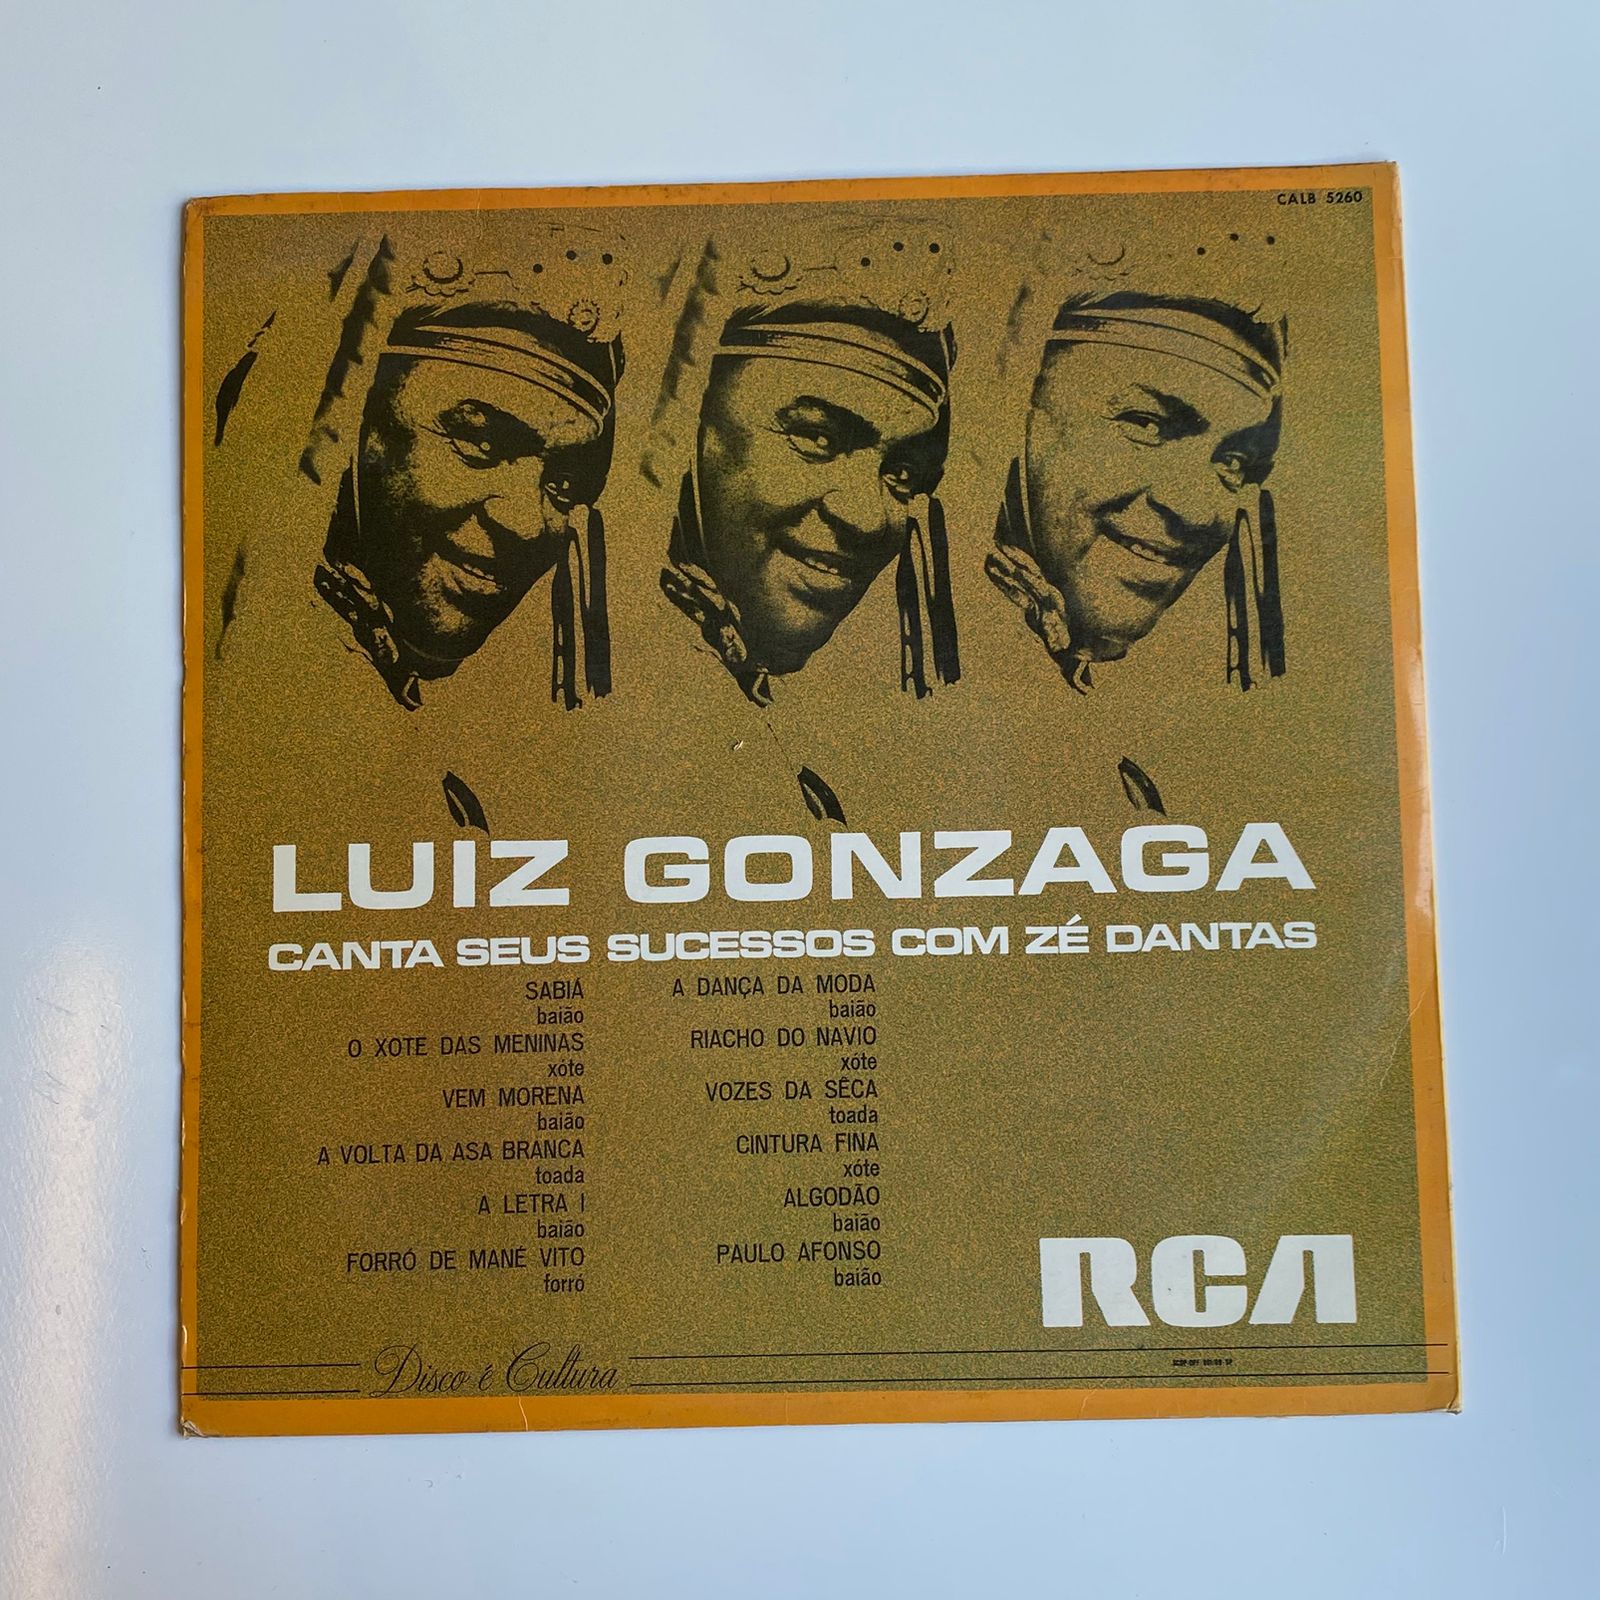 CALB 5260
LUIZ GONZAGA
CANTA SEUS SUCESSOS COM ZÉ DANTAS
SABIÁ
baião
O XOTE DAS MENINAS
xóte
VEM MORENA
baião
A VOLTA DA ASA BRANCA
toada
A LETRA I
baião
FORRÓ DE MANÉ VITO
forró
A DANÇA DA MODA
baião
RIACHO DO NAVIO
xóte
VOZES DA SÊCA
toada
CINTURA FINA
xóte
ALGODÃO
baião
PAULO AFONSO
baião
RCA
Disco é Cultura